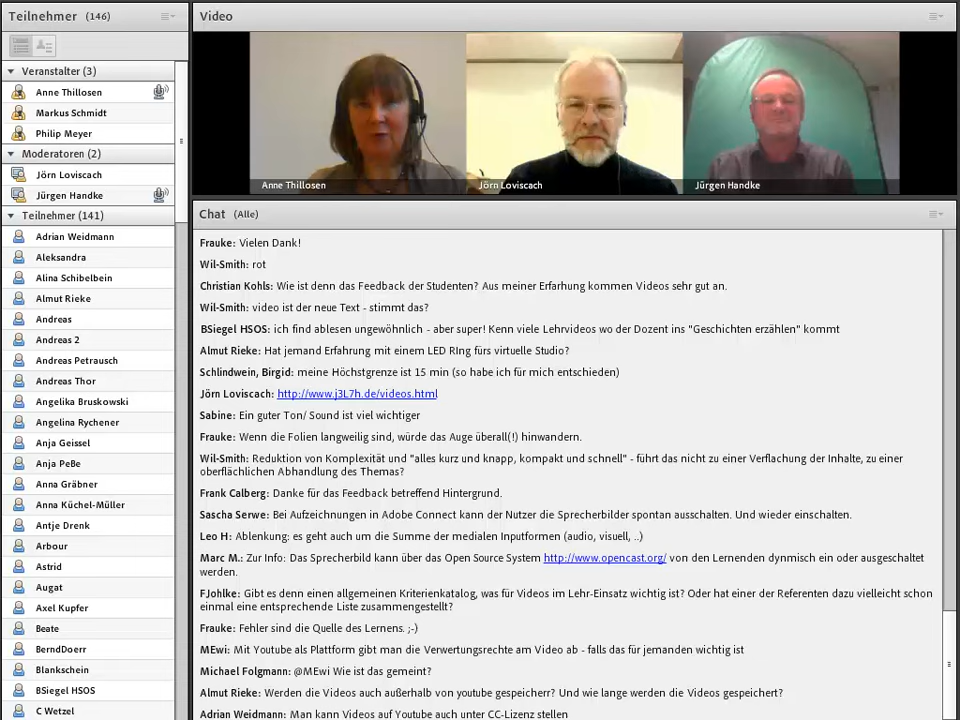 Teilnehmer (146)
Veranstalter (3)
Anne Thillosen
Markus Schmidt
Philip Meyer
Moderatoren (2)
Jörn Loviscach
Jürgen Handke
Teilnehmer (141)
Adrian Weidmann
Aleksandra
Alina Schibelbein
Almut Rieke
Andreas
Andreas 2
Andreas Petrausch
Andreas Thor
Angelika Bruskowski
Angelina Rychener
Anja Geissel
Anja PeBe
Anna Gräbner
Anna Küchel-Müller
Antje Drenk
Arbour
Astrid
Augat
Axel Kupfer
Beate
BerndDoerr
Blankschein
BSiegel HSOS
C Wetzel
Video
Anne Thillosen
Jörn Loviscach
Jürgen Handke
Chat (Alle)
Frauke: Vielen Dank!
Wil-Smith: rot
Christian Kohls: Wie ist denn das Feedback der Studenten? Aus meiner Erfarhung kommen Videos sehr gut an.
Wil-Smith: video ist der neue Text - stimmt das?
BSiegel HSOS: ich find ablesen ungewöhnlich - aber super! Kenn viele Lehrvideos wo der Dozent ins "Geschichten erzählen" kommt
Almut Rieke: Hat jemand Erfahrung mit einem LED RIng fürs virtuelle Studio?
Schlindwein, Birgid: meine Höchstgrenze ist 15 min (so habe ich für mich entschieden)
Jörn Loviscach: http://www.j3L7h.de/videos.html
Sabine: Ein guter Ton/ Sound ist viel wichtiger
Frauke: Wenn die Folien langweilig sind, würde das Auge überall(!) hinwandern.
Wil-Smith: Reduktion von Komplexität und "alles kurz und knapp, kompakt und schnell" - führt das nicht zu einer Verflachung der Inhalte, zu einer
oberflächlichen Abhandlung des Themas?
Frank Calberg: Danke für das Feedback betreffend Hintergrund.
Sascha Serwe: Bei Aufzeichnungen in Adobe Connect kann der Nutzer die Sprecherbilder spontan ausschalten. Und wieder einschalten.
Leo H: Ablenkung: es geht auch um die Summe der medialen Inputformen (audio, visuell, ..)
Marc M.: Zur Info: Das Sprecherbild kann über das Open Source System http://www.opencast.org/ von den Lernenden dynmisch ein oder ausgeschaltet
werden.
FJohlke: Gibt es denn einen allgemeinen Kriterienkatalog, was für Videos im Lehr-Einsatz wichtig ist? Oder hat einer der Referenten dazu vielleicht schon
einmal eine entsprechende Liste zusammengestellt?
Frauke: Fehler sind die Quelle des Lernens. ;-)
MEwi: Mit Youtube als Plattform gibt man die Verwertungsrechte am Video ab - falls das für jemanden wichtig ist
Michael Folgmann: @MEwi Wie ist das gemeint?
Almut Rieke: Werden die Videos auch außerhalb von youtube gespeicherr? Und wie lange werden die Videos gespeichert?
Adrian Weidmann: Man kann Videos auf Youtube auch unter CC-Lizenz stellen